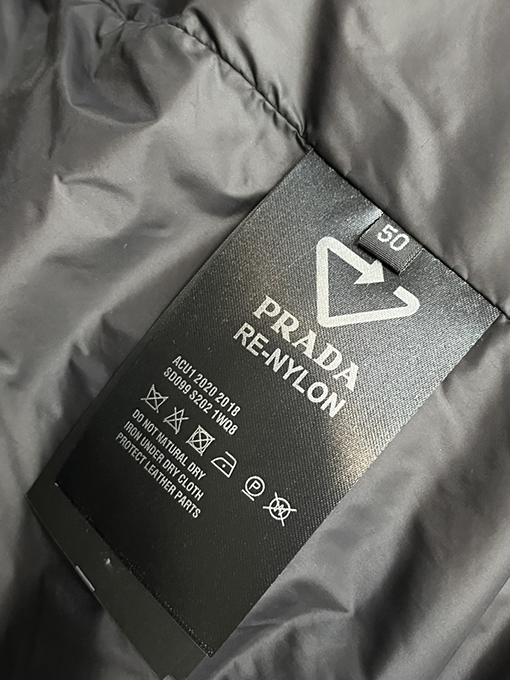 50
PRADA
RE-NYLON
ACU1 2020 2018
SD099 S202 1WQ8
P
W
DO NOT NATURAL DRY
IRON UNDER DRY CLOTH
PROTECT LEATHER PARTS